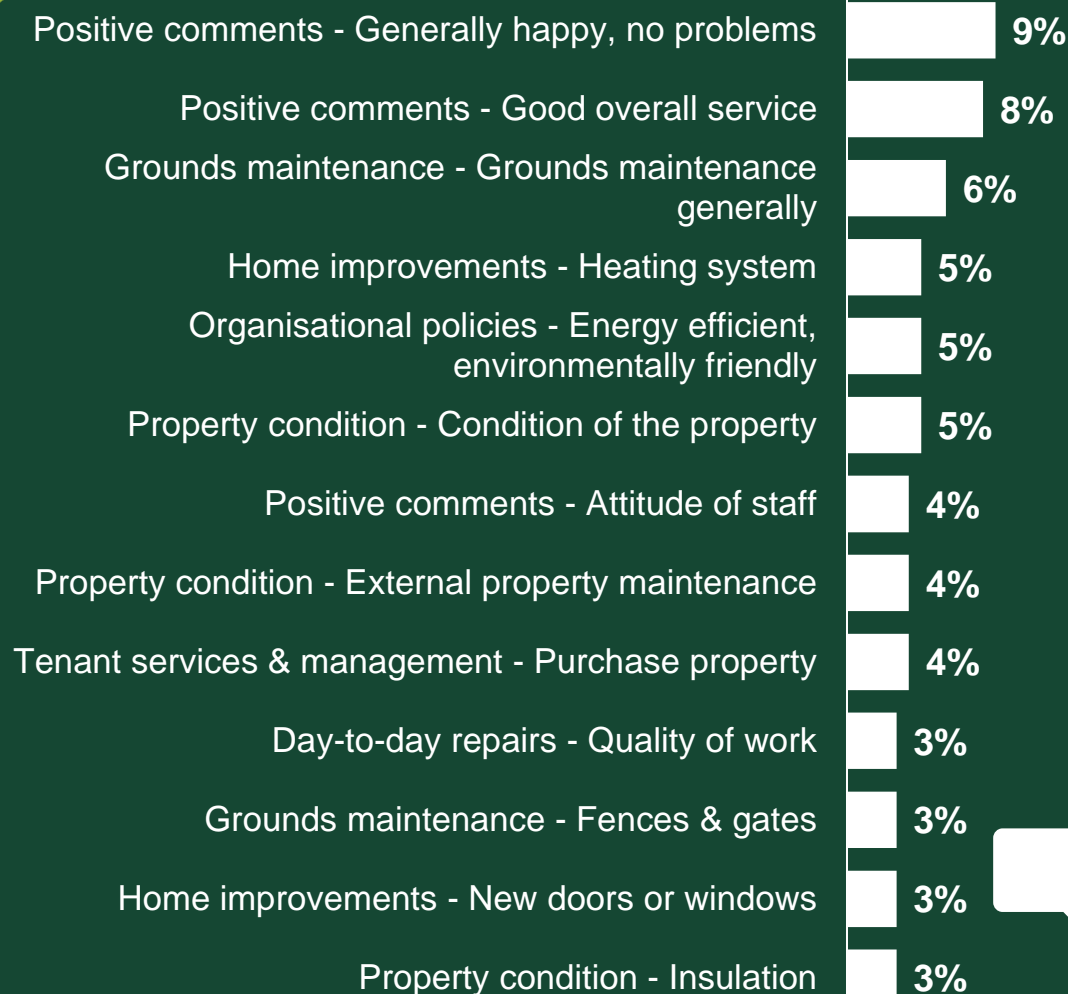 Positive comments - Generally happy, no problems 9%
Positive comments - Good overall service 8%
Grounds maintenance - Grounds maintenance
generally 6%
Home improvements - Heating system 5%
Organisational policies - Energy efficient,
environmentally friendly 5%
Property condition - Condition of the property 5%
Positive comments - Attitude of staff 4%
Property condition - External property maintenance 4%
Tenant services & management - Purchase property 4%
Day-to-day repairs - Quality of work 3%
Grounds maintenance - Fences & gates 3%
Home improvements - New doors or windows 3%
Property condition - Insulation 3%